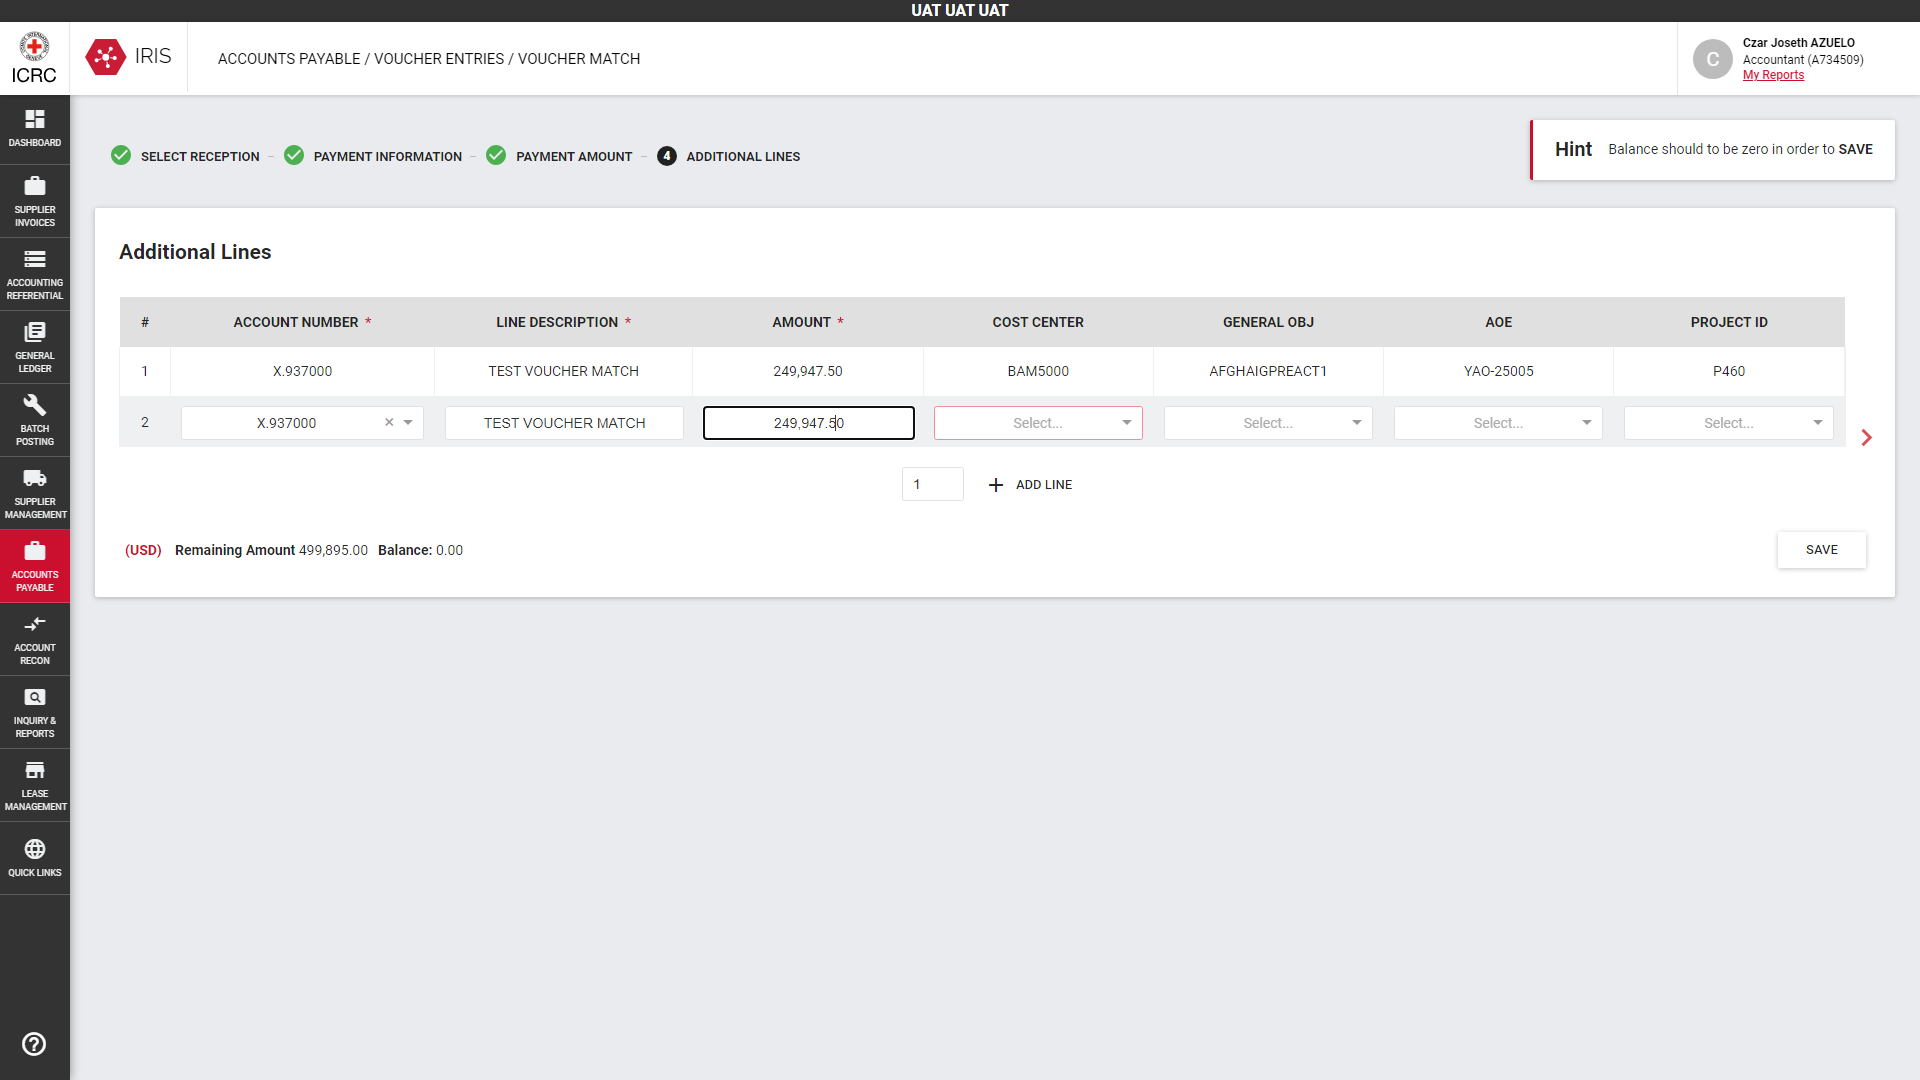 UAT UAT UAT
ICRC
IRIS
ACCOUNTS PAYABLE / VOUCHER ENTRIES / VOUCHER MATCH
C
Czar Joseth AZUELO
Accountant (A734509)
My Reports
DASHBOARD
SUPPLIER INVOICES
ACCOUNTING REFERENTIAL
GENERAL LEDGER
BATCH POSTING
SUPPLIER MANAGEMENT
ACCOUNTS PAYABLE
ACCOUNT RECON
INQUIRY & REPORTS
LEASE MANAGEMENT
QUICK LINKS
SELECT RECEPTION
PAYMENT INFORMATION
PAYMENT AMOUNT
4 ADDITIONAL LINES
Hint Balance should to be zero in order to SAVE
Additional Lines
# ACCOUNT NUMBER * LINE DESCRIPTION * AMOUNT * COST CENTER GENERAL OBJ AOE PROJECT ID
1 X.937000 TEST VOUCHER MATCH 249,947.50 BAM5000 AFGHAIGPREACT1 YAO-25005 P460
2 X.937000 TEST VOUCHER MATCH 249,947.50 Select... Select... Select... Select...
1 ADD LINE
(USD) Remaining Amount 499,895.00 Balance: 0.00
SAVE